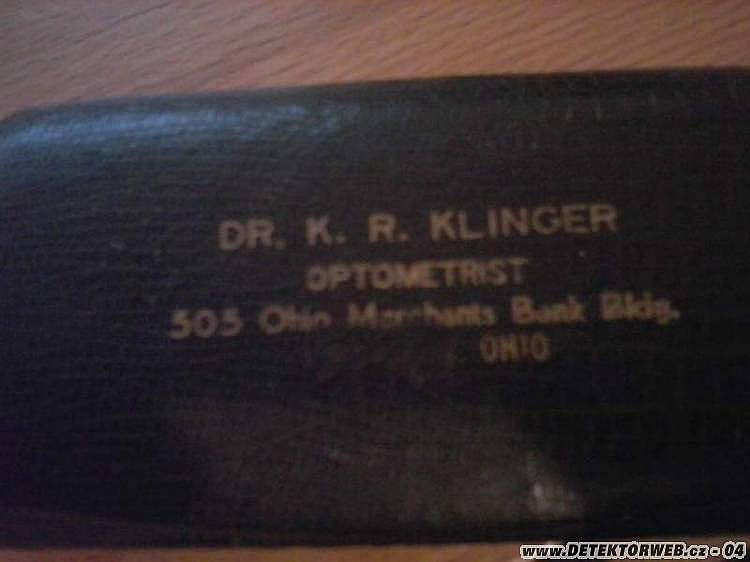 DR. K. R. KLINGER
OPTOMETRIST
505 Ohio Merchants Bank Bldg.
OHIO
www.DETEKTORWEB.cz - 04